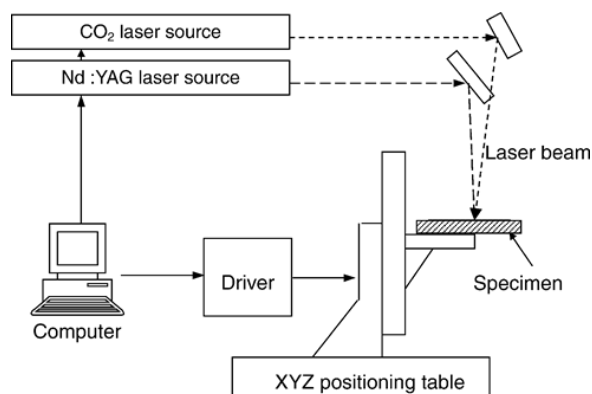 CO₂ laser source
Nd :YAG laser source
Laser beam
Driver
Specimen
Computer
XYZ positioning table